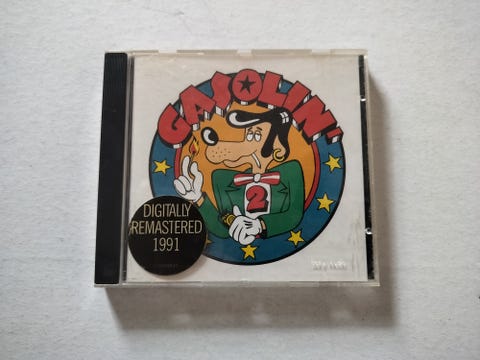 GASOLIN'
2
DIGITALLY
REMASTERED
1991